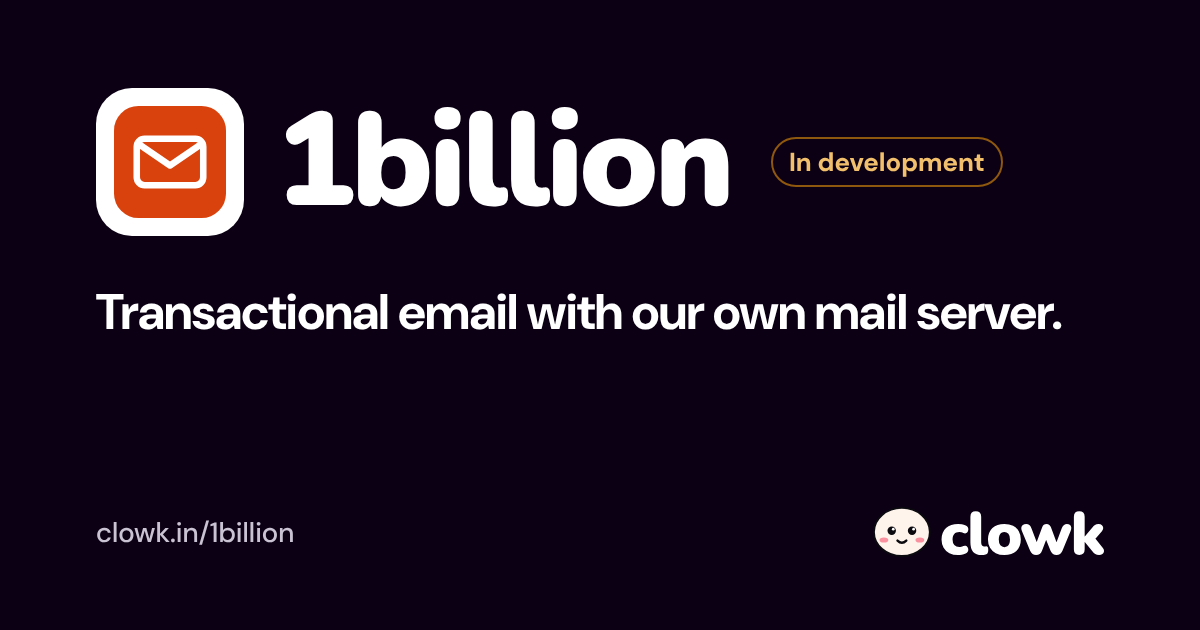 1billion
In development
Transactional email with our own mail server.
clowk.in/1billion
clowk